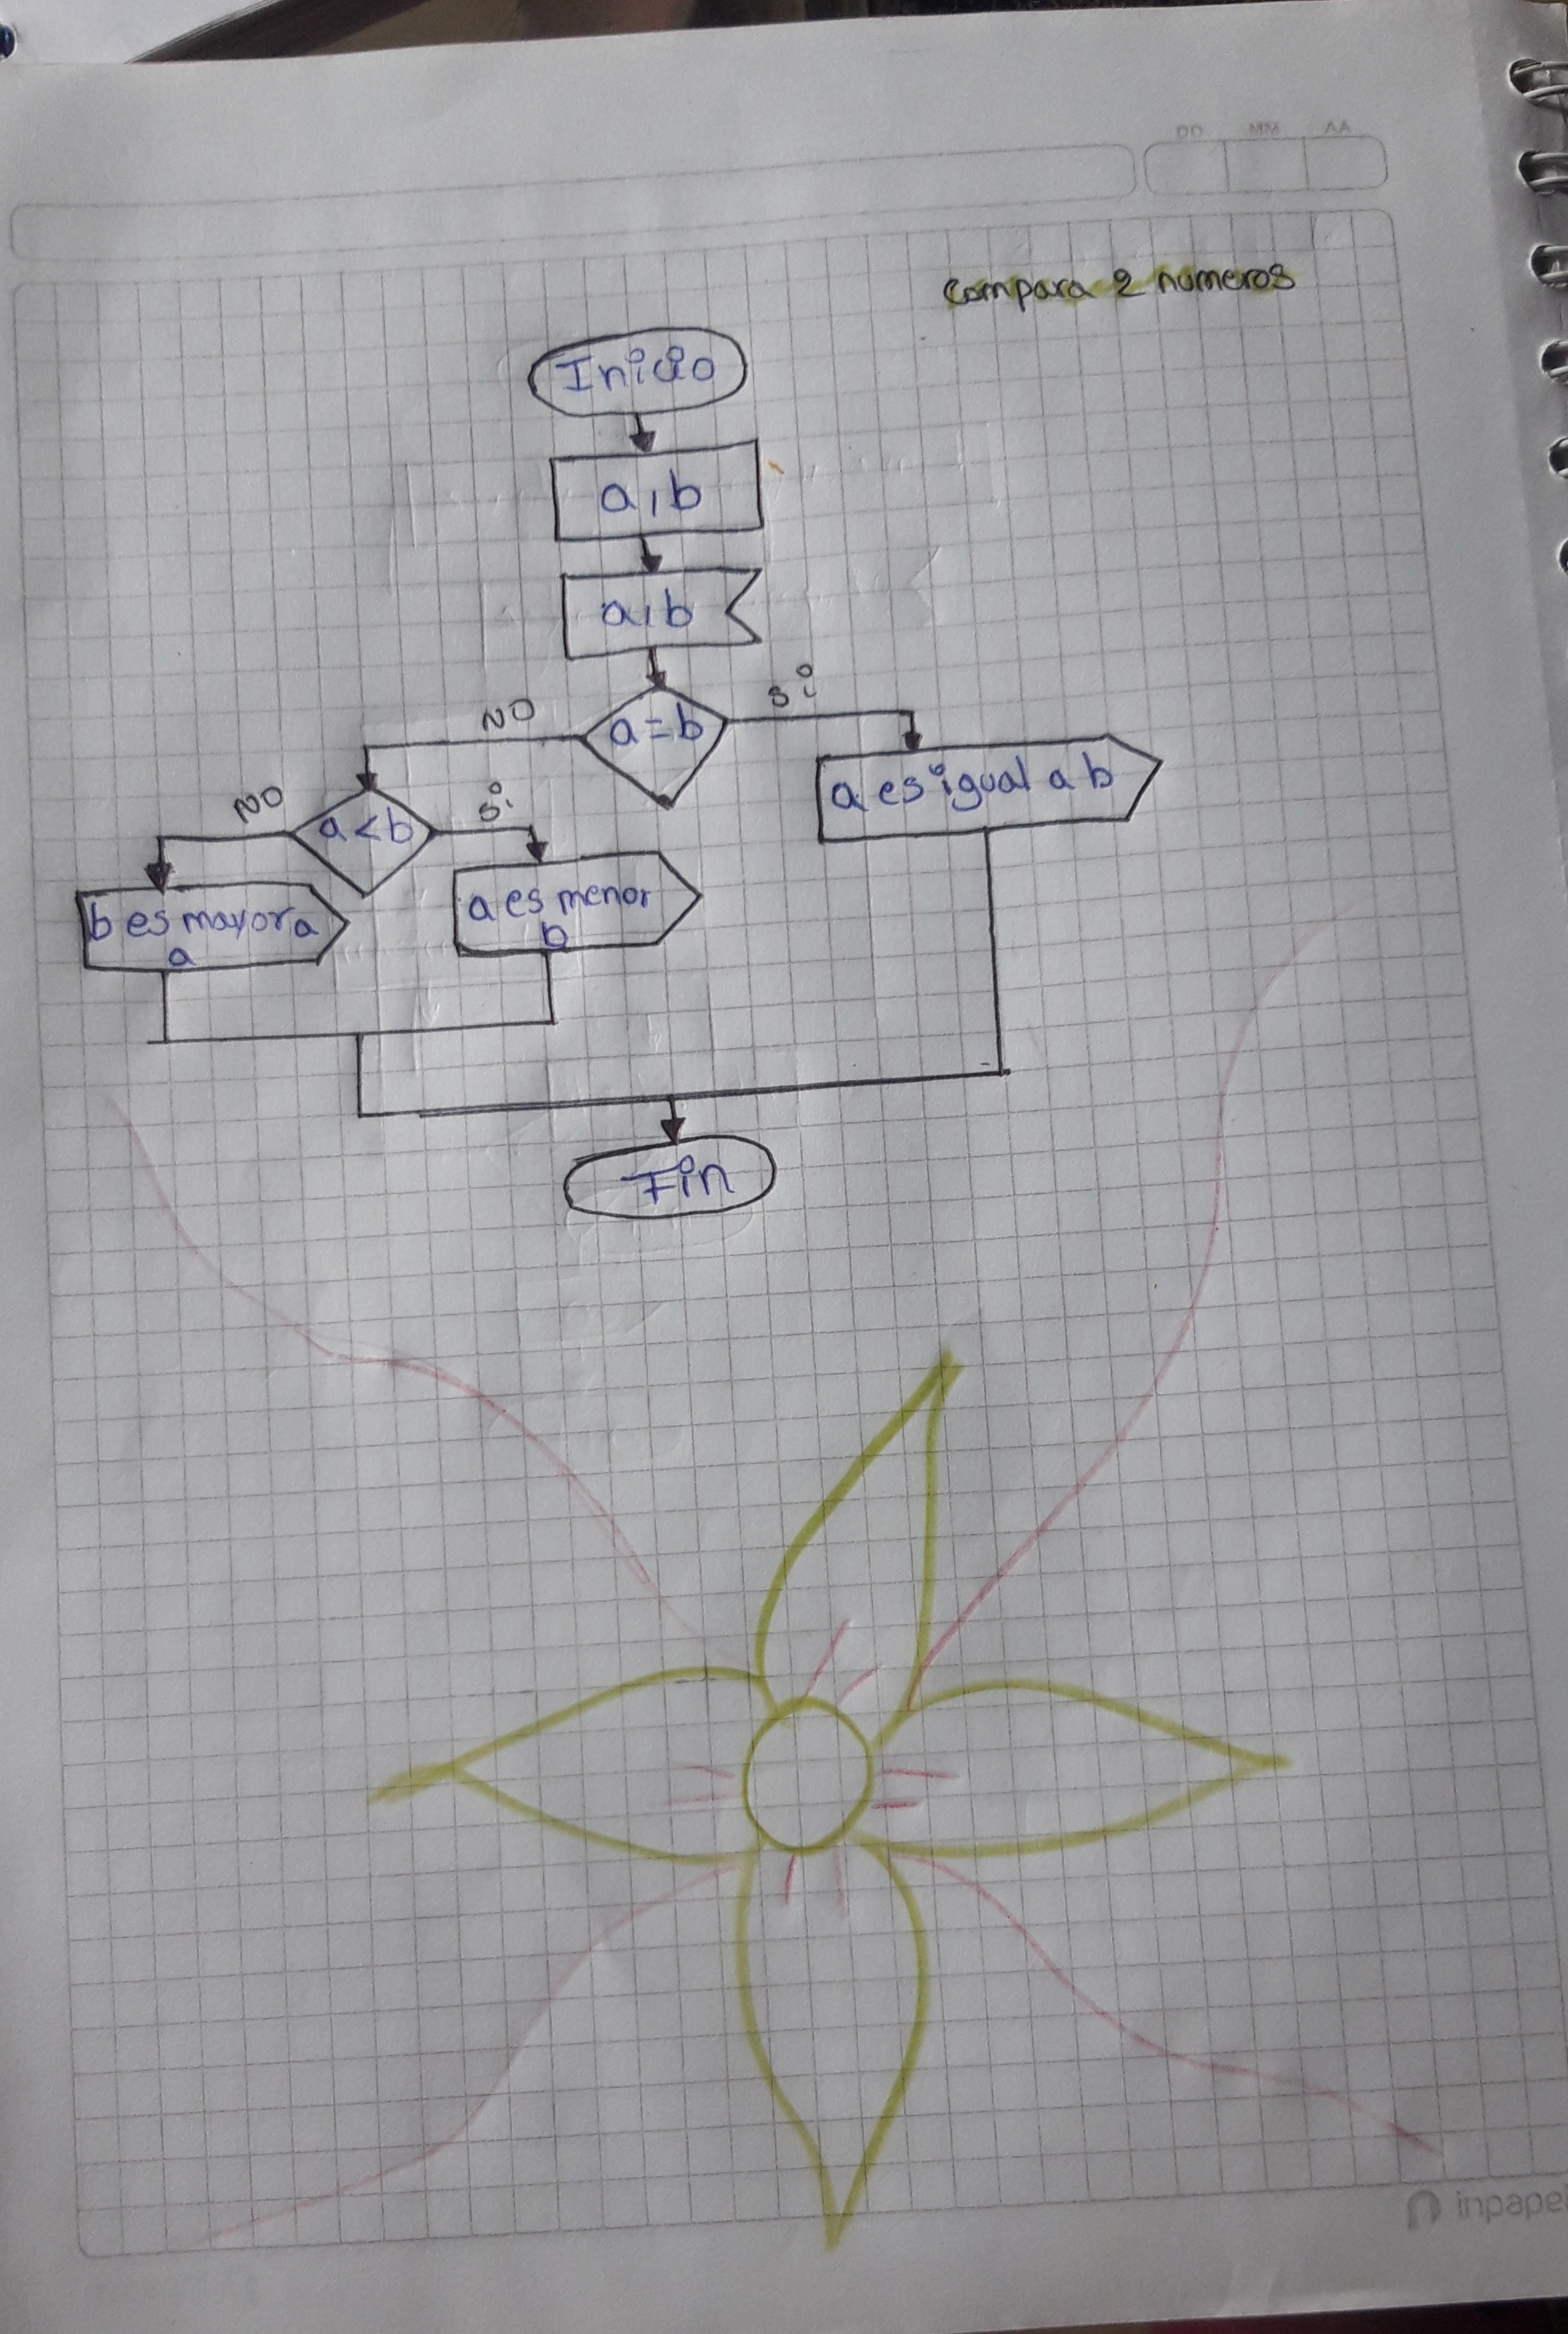 DD MM AA
compara 2 numeros
Inicio
a,b
a,b
a=b
NO
si
a es igual a b
a<b
NO
si
b es mayor a
a
a es menor
b
Fin
inpapel